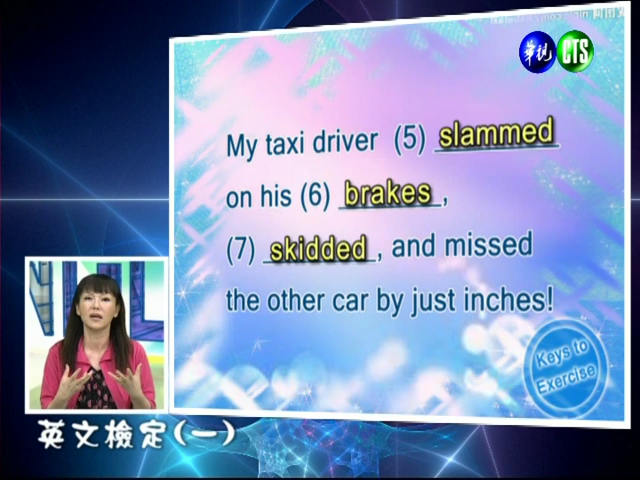 華視 CTS
My taxi driver (5) slammed
on his (6) brakes,
(7) skidded, and missed
the other car by just inches!
Keys to
Exercise
英文檢定(一)